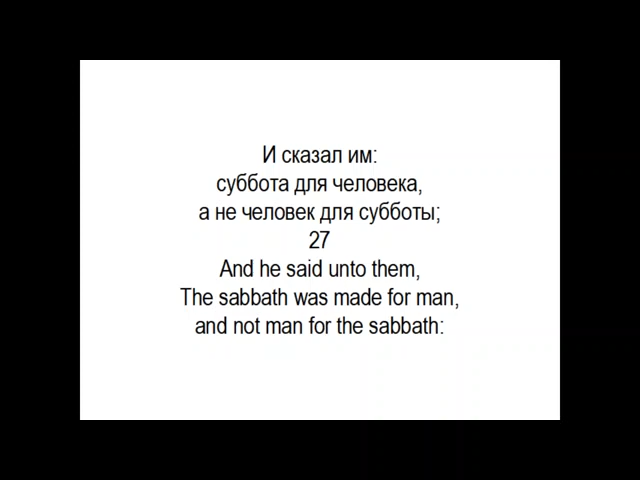 И сказал им:
суббота для человека,
а не человек для субботы;
27
And he said unto them,
The sabbath was made for man,
and not man for the sabbath: